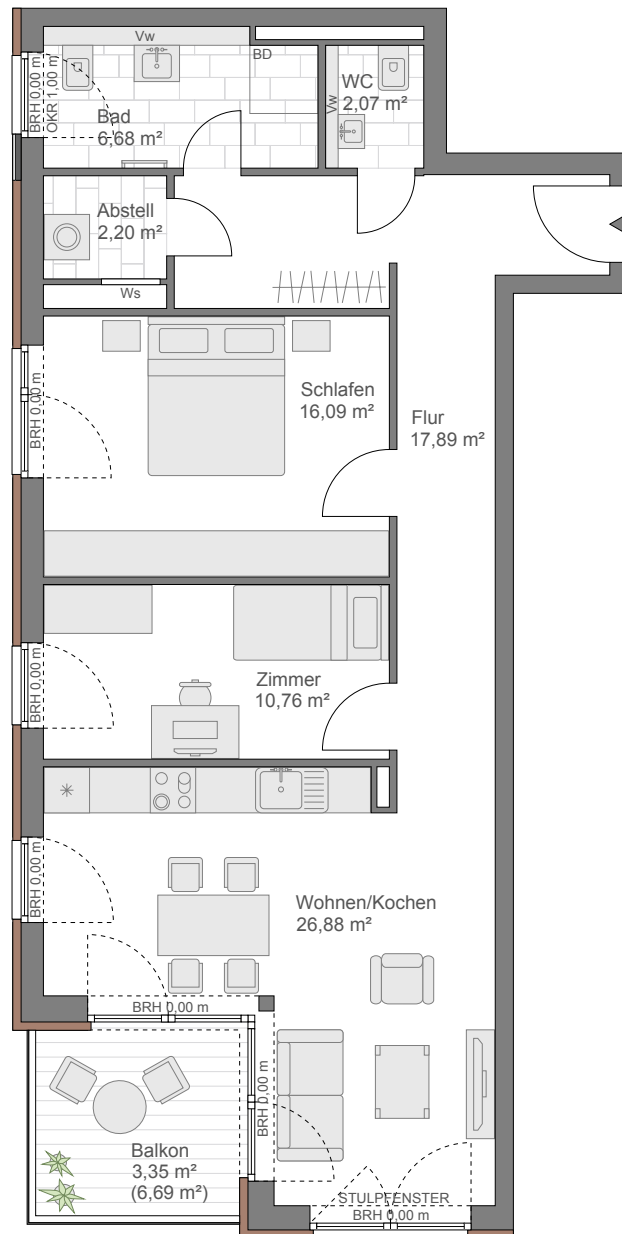 Vw
BD
WC
2,07 m²
Vw
BRH 0,00 m
OKR 1,00 m
Bad
6,68 m²
Abstell
2,20 m²
Ws
BRH 0,00 m
Schlafen
16,09 m²
Flur
17,89 m²
BRH 0,00 m
Zimmer
10,76 m²
BRH 0,00 m
Wohnen/Kochen
26,88 m²
BRH 0,00 m
BRH 0,00 m
Balkon
3,35 m²
(6,69 m²)
STULPFENSTER
BRH 0,00 m